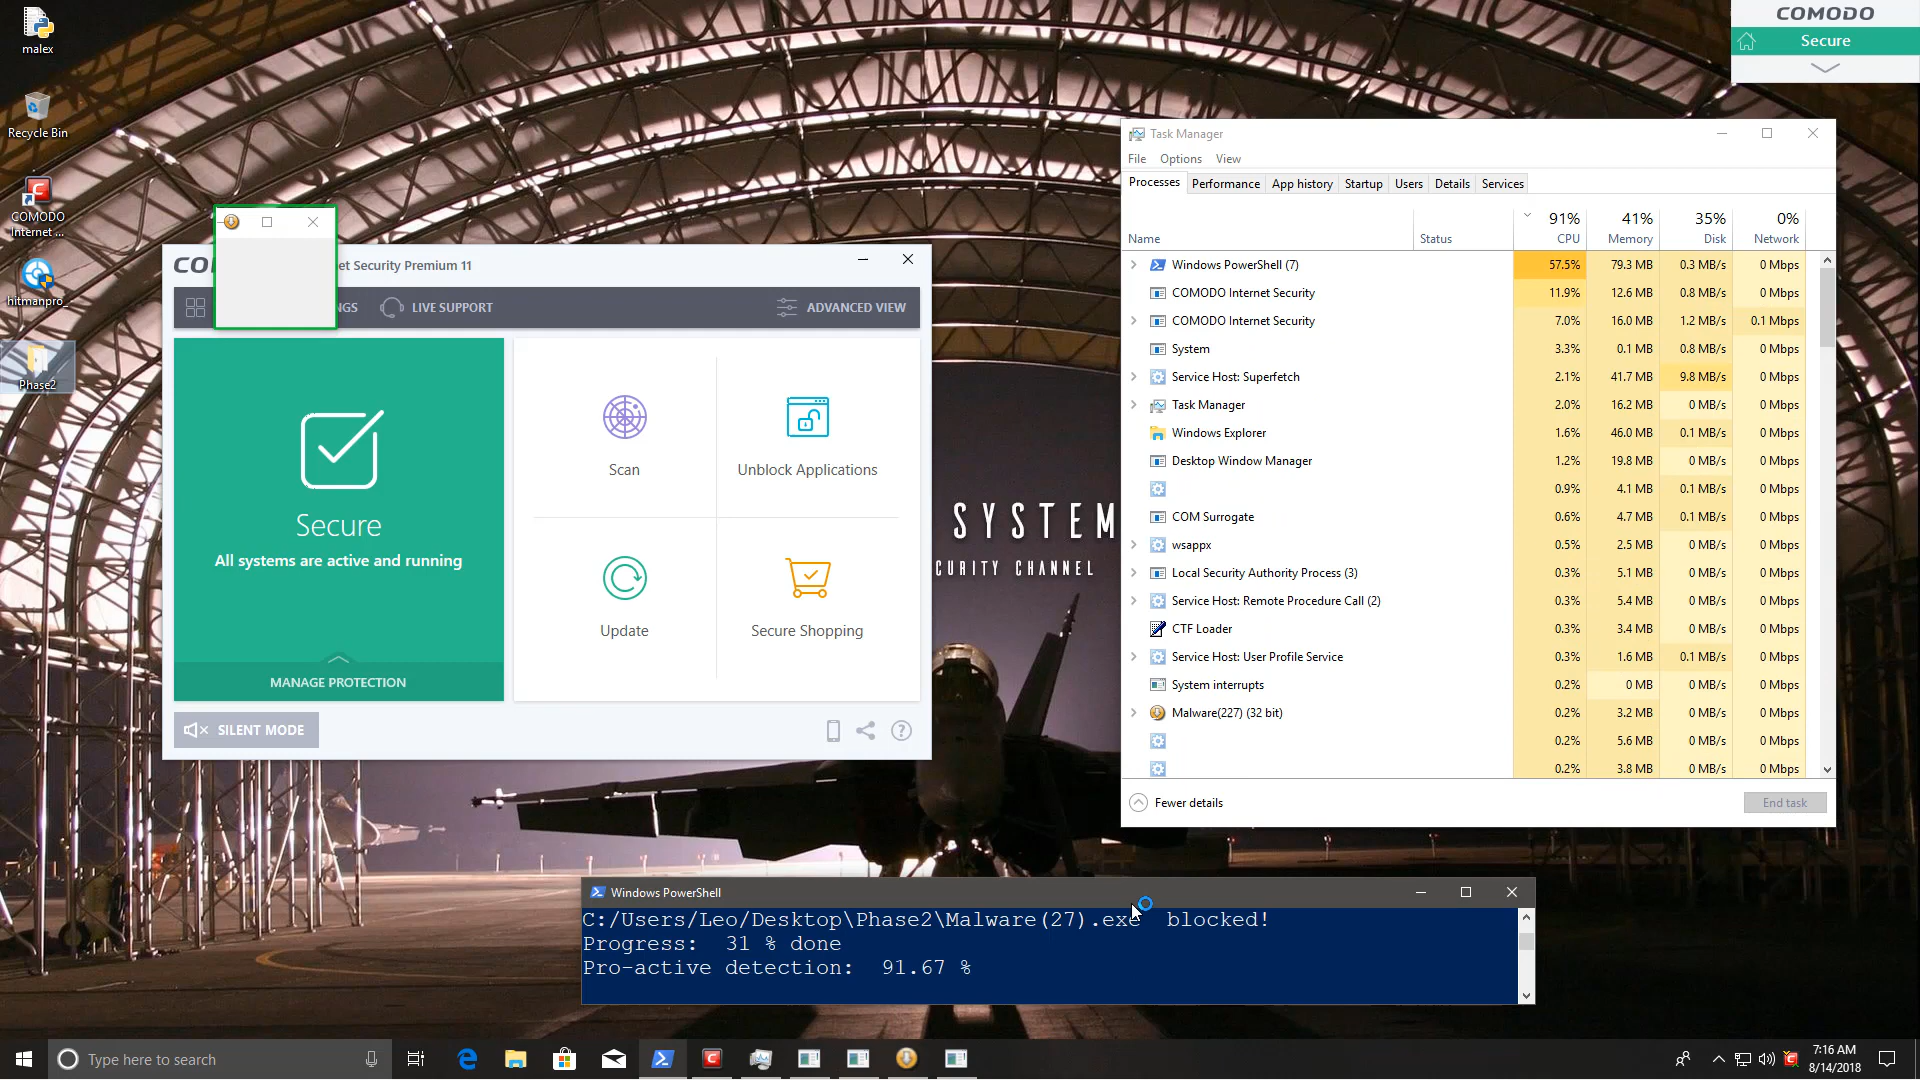 malex
Recycle Bin
COMODO
Internet ...
hitmanpro_
Phase2
COMODO
Secure
et Security Premium 11
NGS
LIVE SUPPORT
ADVANCED VIEW
Secure
All systems are active and running
MANAGE PROTECTION
Scan
Unblock Applications
Update
Secure Shopping
SILENT MODE
SYSTEM
CURITY CHANNEL
Task Manager
File Options View
Processes Performance App history Startup Users Details Services
91% 41% 35% 0%
Name Status CPU Memory Disk Network
Windows PowerShell (7) 57.5% 79.3 MB 0.3 MB/s 0 Mbps
COMODO Internet Security 11.9% 12.6 MB 0.8 MB/s 0 Mbps
COMODO Internet Security 7.0% 16.0 MB 1.2 MB/s 0.1 Mbps
System 3.3% 0.1 MB 0.8 MB/s 0 Mbps
Service Host: Superfetch 2.1% 41.7 MB 9.8 MB/s 0 Mbps
Task Manager 2.0% 16.2 MB 0 MB/s 0 Mbps
Windows Explorer 1.6% 46.0 MB 0.1 MB/s 0 Mbps
Desktop Window Manager 1.2% 19.8 MB 0 MB/s 0 Mbps
0.9% 4.1 MB 0.1 MB/s 0 Mbps
COM Surrogate 0.6% 4.7 MB 0.1 MB/s 0 Mbps
wsappx 0.5% 2.5 MB 0 MB/s 0 Mbps
Local Security Authority Process (3) 0.3% 5.1 MB 0 MB/s 0 Mbps
Service Host: Remote Procedure Call (2) 0.3% 5.4 MB 0 MB/s 0 Mbps
CTF Loader 0.3% 3.4 MB 0 MB/s 0 Mbps
Service Host: User Profile Service 0.3% 1.6 MB 0.1 MB/s 0 Mbps
System interrupts 0.2% 0 MB 0 MB/s 0 Mbps
Malware(227) (32 bit) 0.2% 3.2 MB 0 MB/s 0 Mbps
0.2% 5.6 MB 0 MB/s 0 Mbps
0.2% 3.8 MB 0 MB/s 0 Mbps
Fewer details
End task
Windows PowerShell
C:/Users/Leo/Desktop\Phase2\Malware(27).exe blocked!
Progress: 31 % done
Pro-active detection: 91.67 %
Type here to search
7:16 AM
8/14/2018